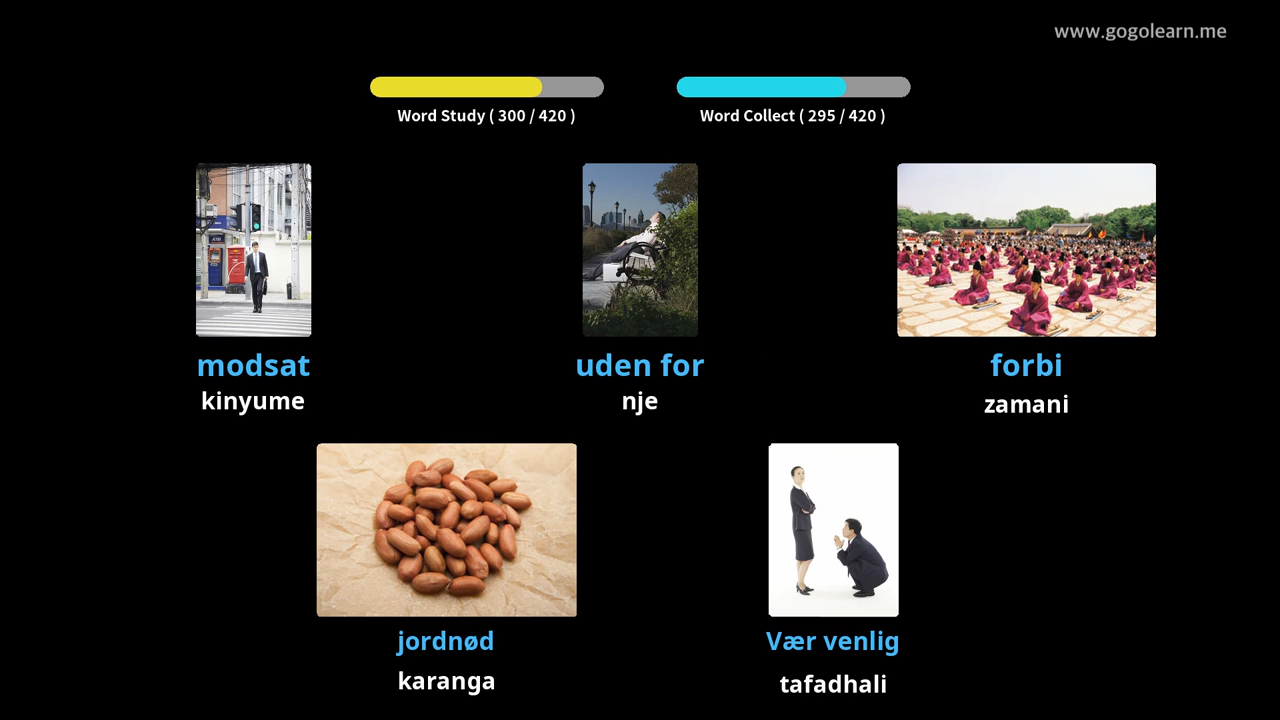 www.gogolearn.me
Word Study ( 300 / 420 )
Word Collect ( 295 / 420 )
modsat
kinyume
uden for
nje
forbi
zamani
jordnød
karanga
Vær venlig
tafadhali